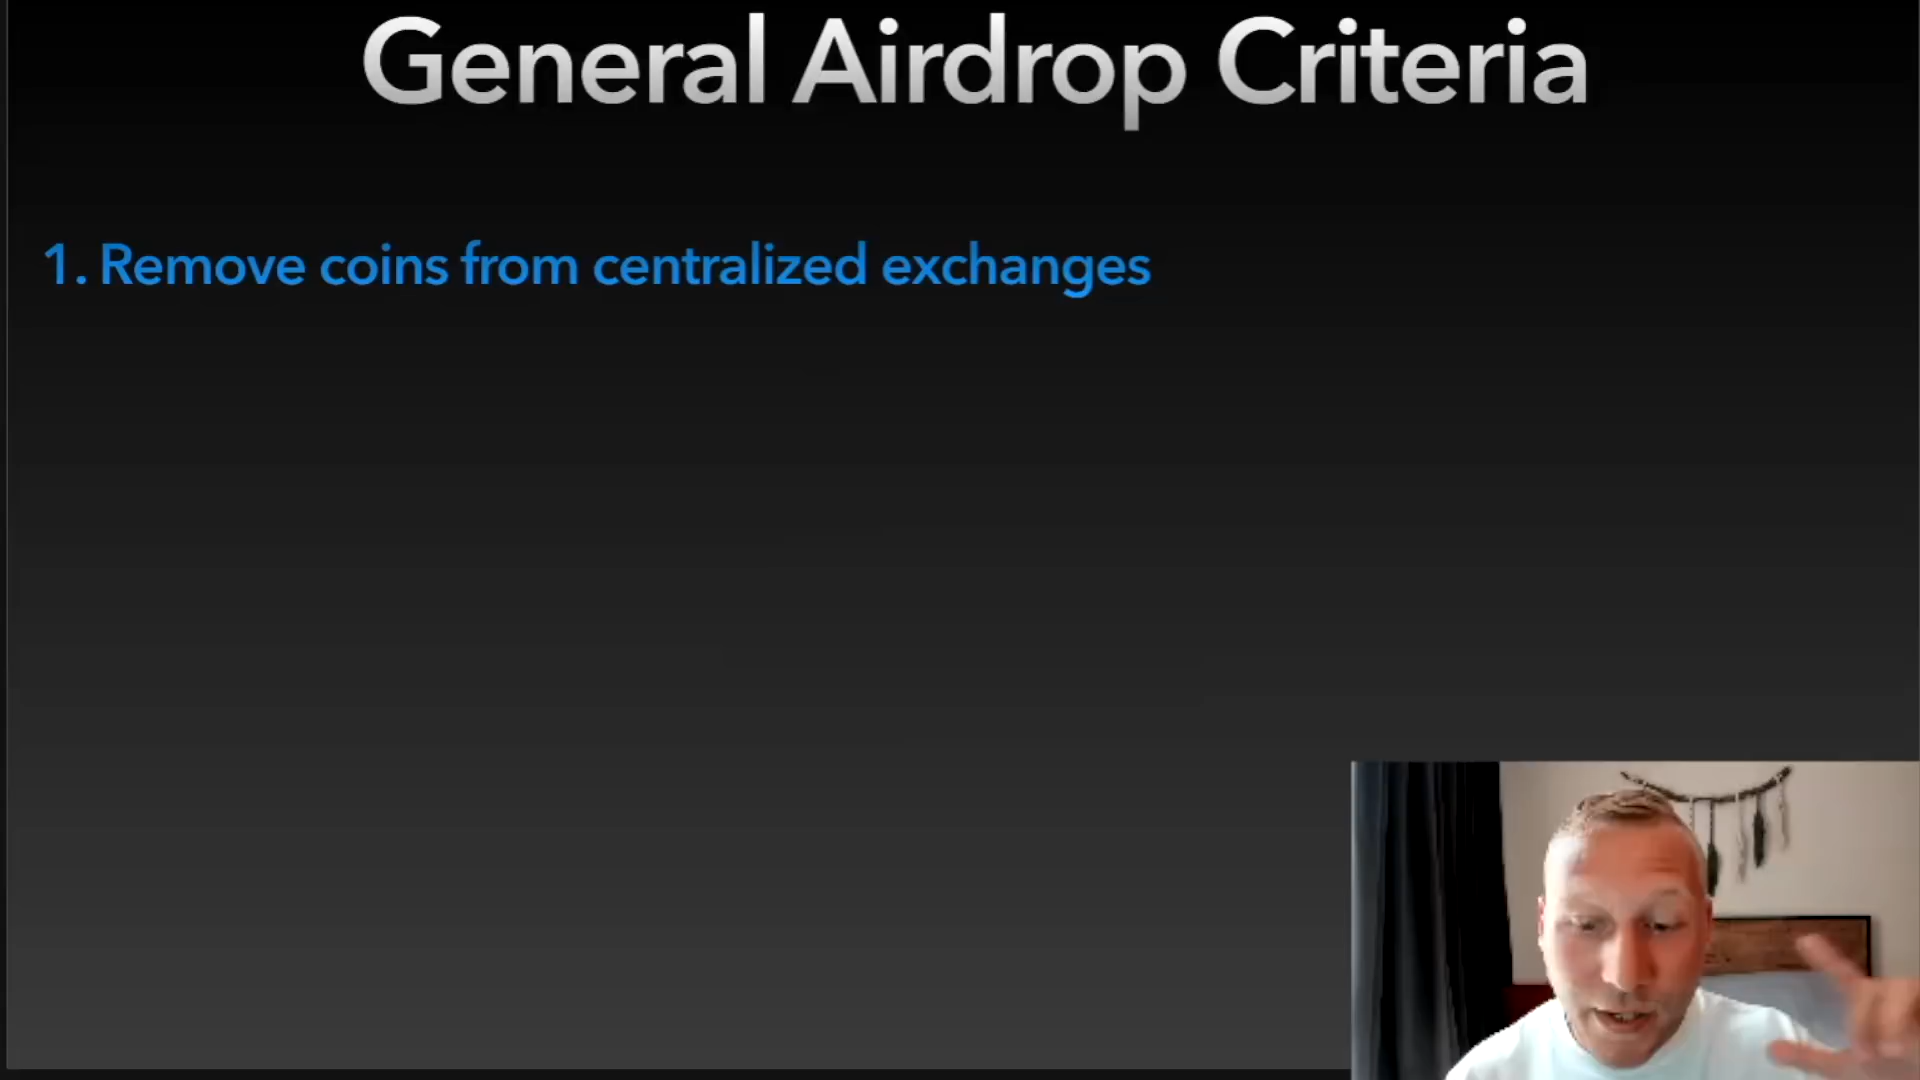 General Airdrop Criteria
1. Remove coins from centralized exchanges